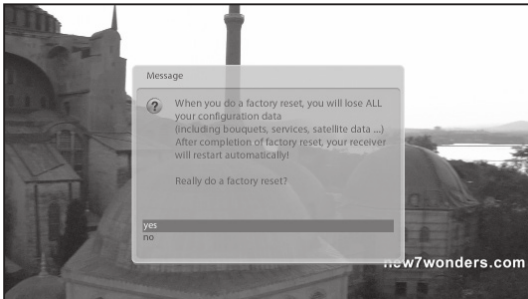 Message
When you do a factory reset, you will lose ALL
your configuration data
(including bouquets, services, satellite data ...)
After completion of factory reset, your receiver
will restart automatically!
Really do a factory reset?
yes
no
new7wonders.com